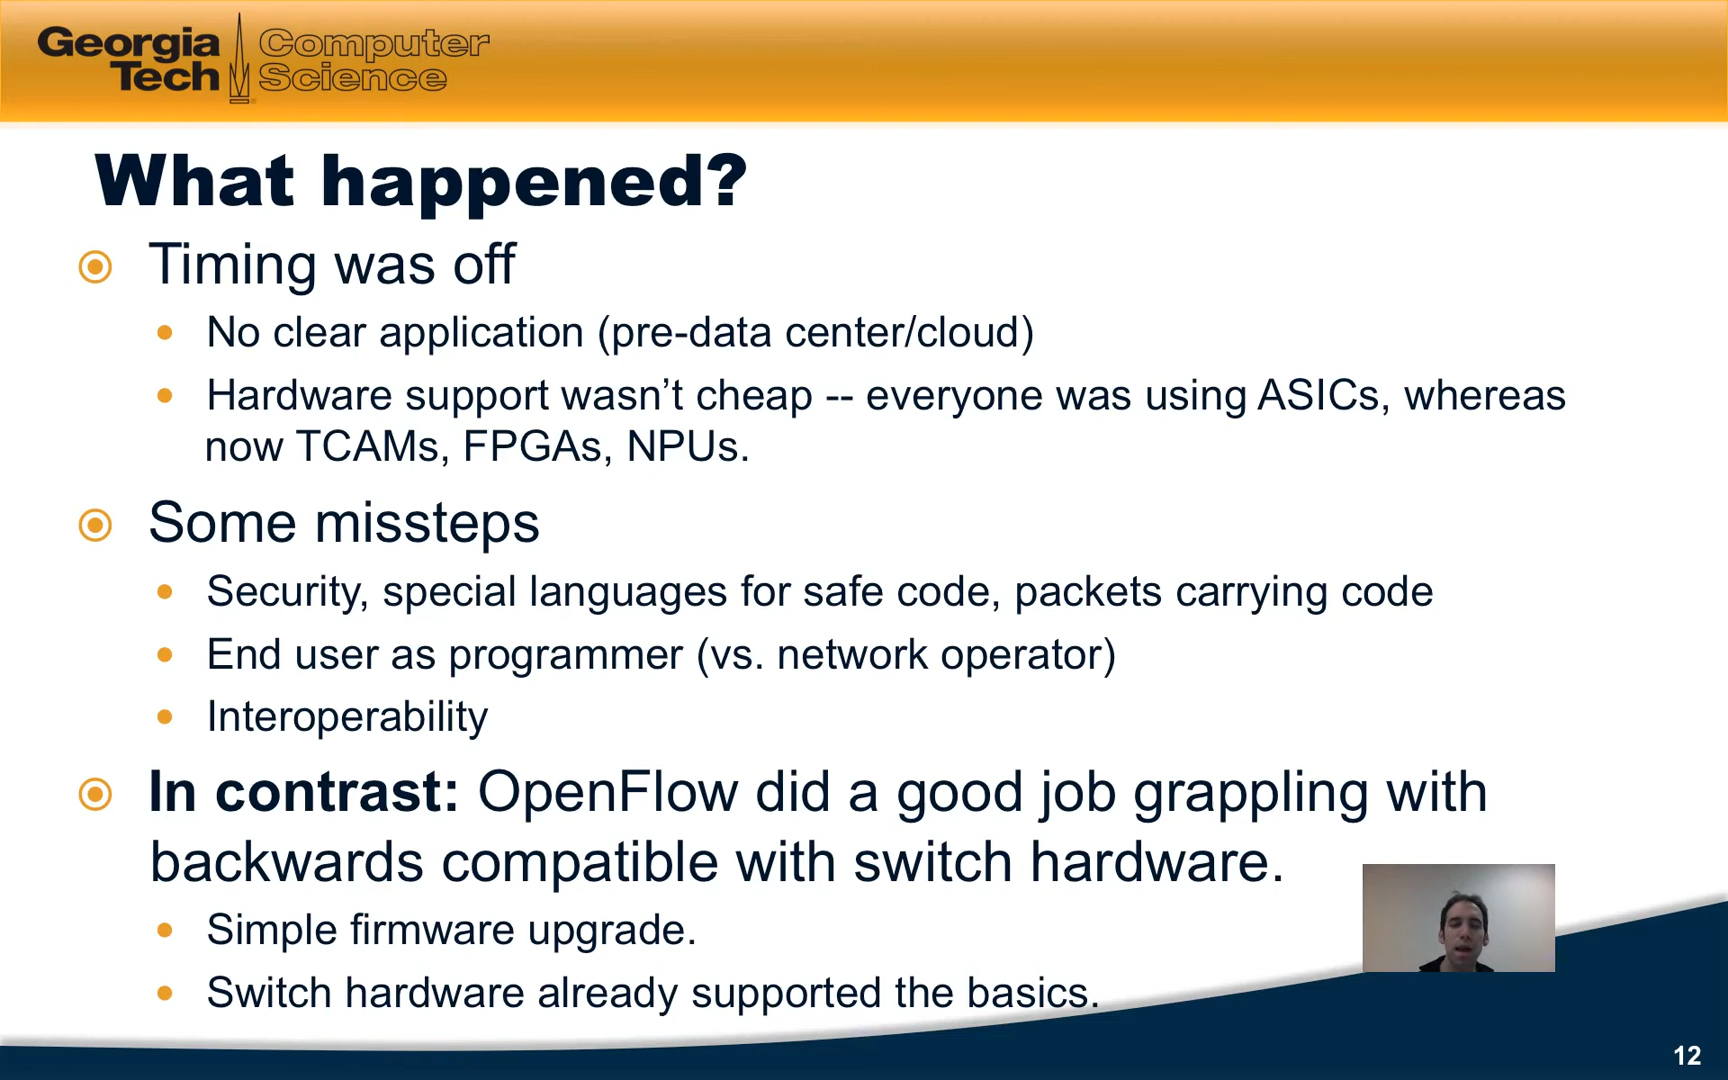 Georgia Tech Computer Science
What happened?
Timing was off
No clear application (pre-data center/cloud)
Hardware support wasn’t cheap -- everyone was using ASICs, whereas
now TCAMs, FPGAs, NPUs.
Some missteps
Security, special languages for safe code, packets carrying code
End user as programmer (vs. network operator)
Interoperability
In contrast: OpenFlow did a good job grappling with
backwards compatible with switch hardware.
Simple firmware upgrade.
Switch hardware already supported the basics.
12